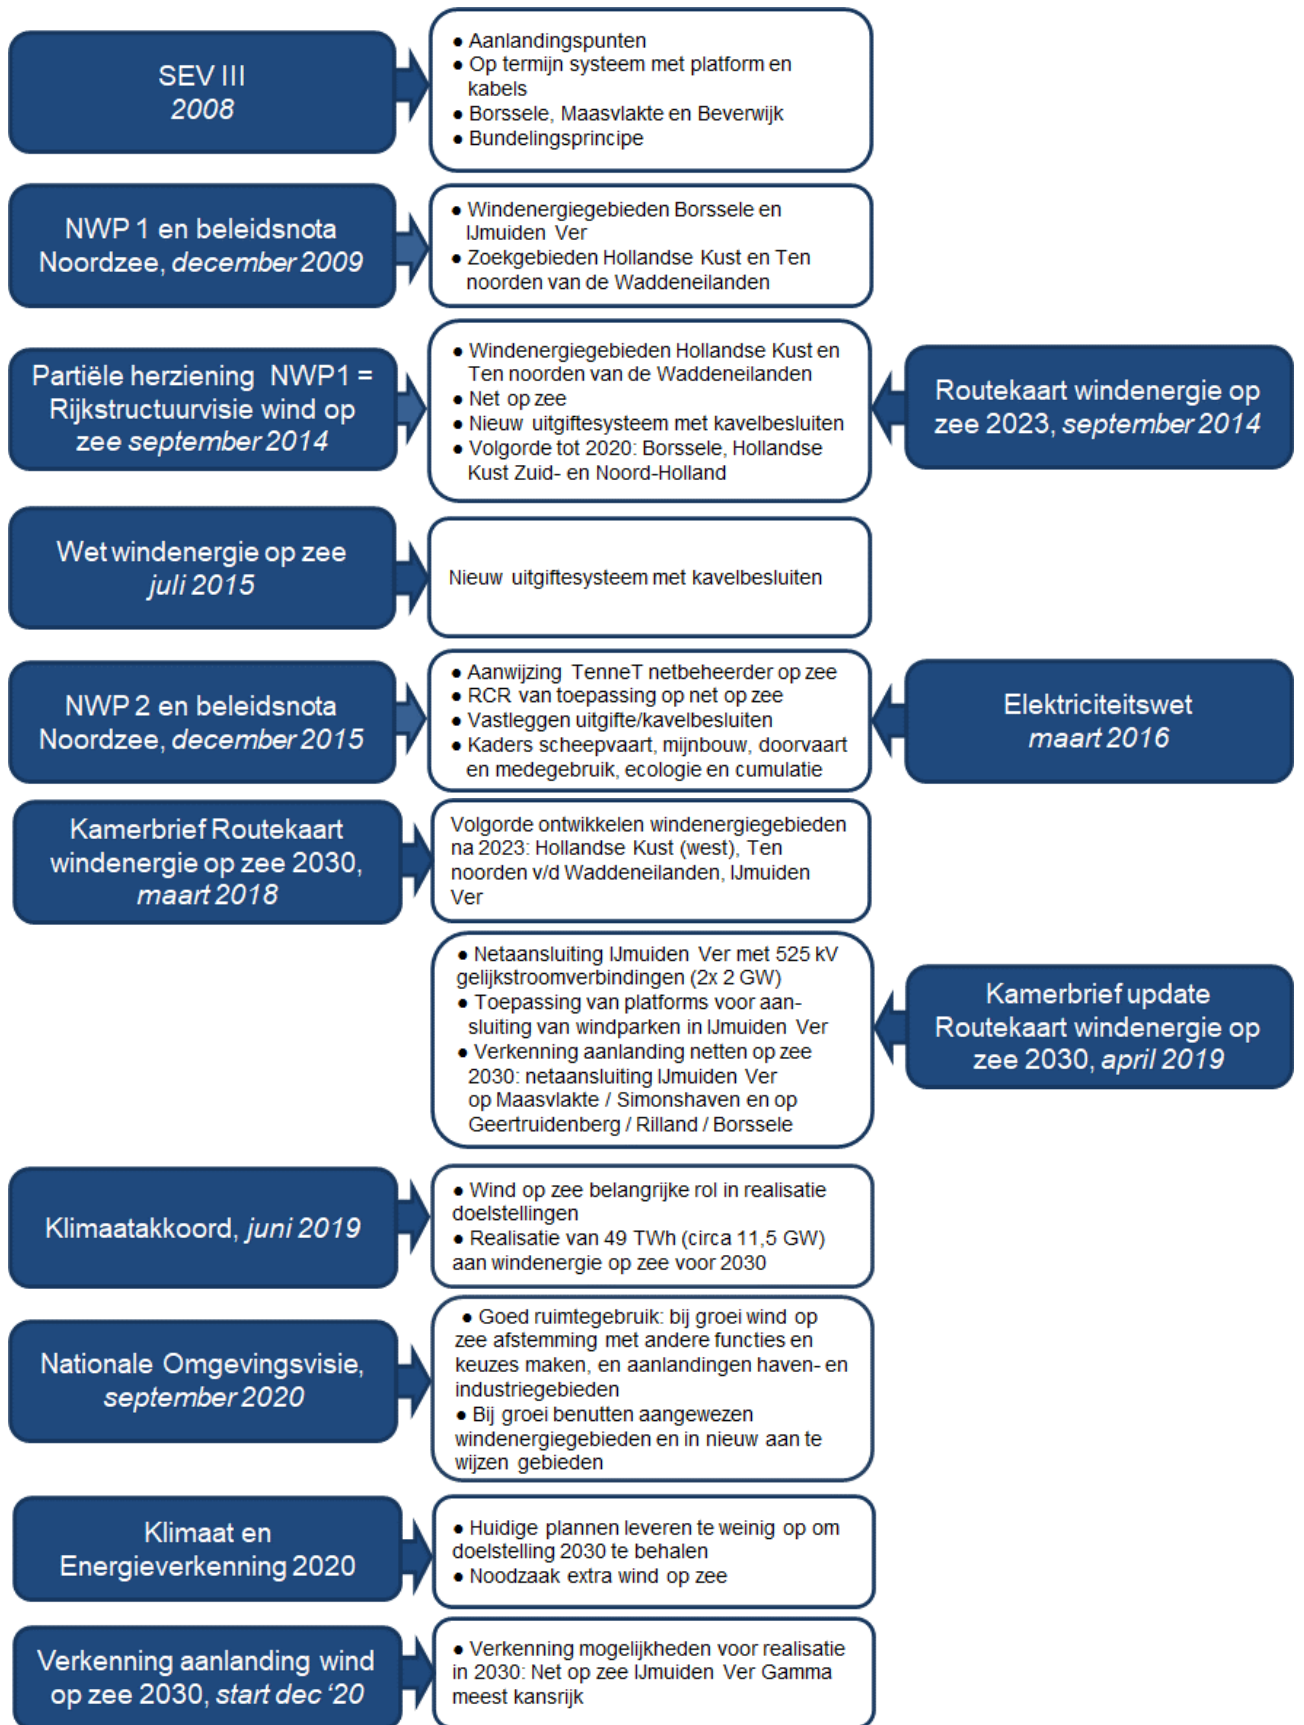 SEV III
2008
● Aanlandingspunten
● Op termijn systeem met platform en
kabels
● Borssele, Maasvlakte en Beverwijk
● Bundelingsprincipe
NWP 1 en beleidsnota
Noordzee, december 2009
● Windenergiegebieden Borssele en
IJmuiden Ver
● Zoekgebieden Hollandse Kust en Ten
noorden van de Waddeneilanden
Partiële herziening NWP1 =
Rijkstructuurvisie wind op
zee september 2014
● Windenergiegebieden Hollandse Kust en
Ten noorden van de Waddeneilanden
● Net op zee
● Nieuw uitgiftesysteem met kavelbesluiten
● Volgorde tot 2020: Borssele, Hollandse
Kust Zuid- en Noord-Holland
Routekaart windenergie op
zee 2023, september 2014
Wet windenergie op zee
juli 2015
Nieuw uitgiftesysteem met kavelbesluiten
NWP 2 en beleidsnota
Noordzee, december 2015
● Aanwijzing TenneT netbeheerder op zee
● RCR van toepassing op net op zee
● Vastleggen uitgifte/kavelbesluiten
● Kaders scheepvaart, mijnbouw, doorvaart
en medegebruik, ecologie en cumulatie
Elektriciteitswet
maart 2016
Kamerbrief Routekaart
windenergie op zee 2030,
maart 2018
Volgorde ontwikkelen windenergiegebieden
na 2023: Hollandse Kust (west), Ten
noorden v/d Waddeneilanden, IJmuiden
Ver
● Netaansluiting IJmuiden Ver met 525 kV
gelijkstroomverbindingen (2x 2 GW)
● Toepassing van platforms voor aan-
sluiting van windparken in IJmuiden Ver
● Verkenning aanlanding netten op zee
2030: netaansluiting IJmuiden Ver
op Maasvlakte / Simonshaven en op
Geertruidenberg / Rilland / Borssele
Kamerbrief update
Routekaart windenergie op
zee 2030, april 2019
Klimaatakkoord, juni 2019
● Wind op zee belangrijke rol in realisatie
doelstellingen
● Realisatie van 49 TWh (circa 11,5 GW)
aan windenergie op zee voor 2030
Nationale Omgevingsvisie,
september 2020
● Goed ruimtegebruik: bij groei wind op
zee afstemming met andere functies en
keuzes maken, en aanlandingen haven- en
industriegebieden
● Bij groei benutten aangewezen
windenergiegebieden en in nieuw aan te
wijzen gebieden
Klimaat en
Energieverkenning 2020
● Huidige plannen leveren te weinig op om
doelstelling 2030 te behalen
● Noodzaak extra wind op zee
Verkenning aanlanding wind
op zee 2030, start dec ‘20
● Verkenning mogelijkheden voor realisatie
in 2030: Net op zee IJmuiden Ver Gamma
meest kansrijk